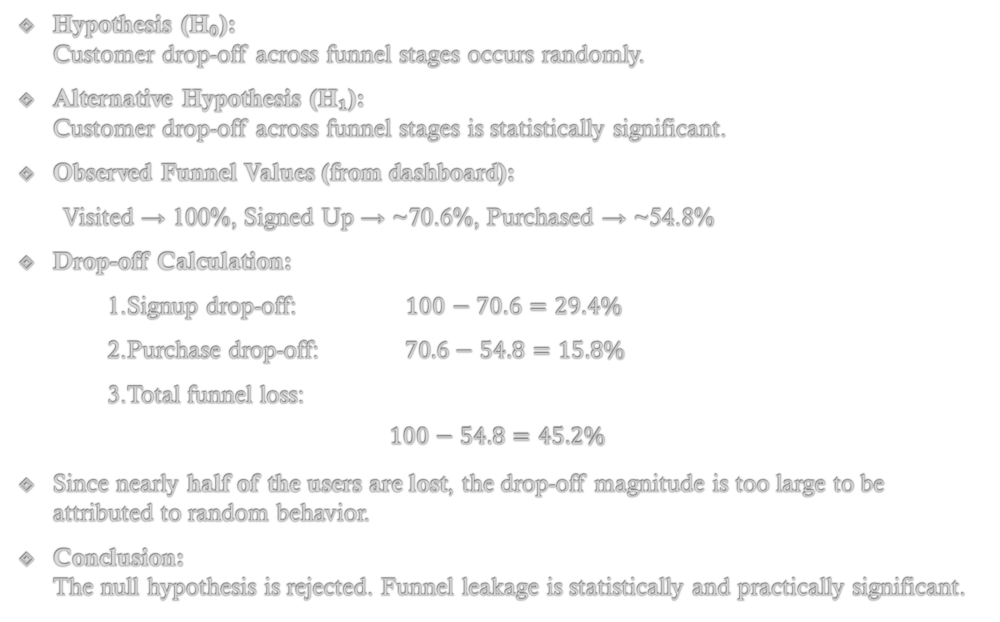 ❖ Hypothesis (H₀):
Customer drop-off across funnel stages occurs randomly.
❖ Alternative Hypothesis (H₁):
Customer drop-off across funnel stages is statistically significant.
❖ Observed Funnel Values (from dashboard):
Visited → 100%, Signed Up → ~70.6%, Purchased → ~54.8%
❖ Drop-off Calculation:
1.Signup drop-off: 100 − 70.6 = 29.4%
2.Purchase drop-off: 70.6 − 54.8 = 15.8%
3.Total funnel loss:
100 − 54.8 = 45.2%
❖ Since nearly half of the users are lost, the drop-off magnitude is too large to be
attributed to random behavior.
❖ Conclusion:
The null hypothesis is rejected. Funnel leakage is statistically and practically significant.